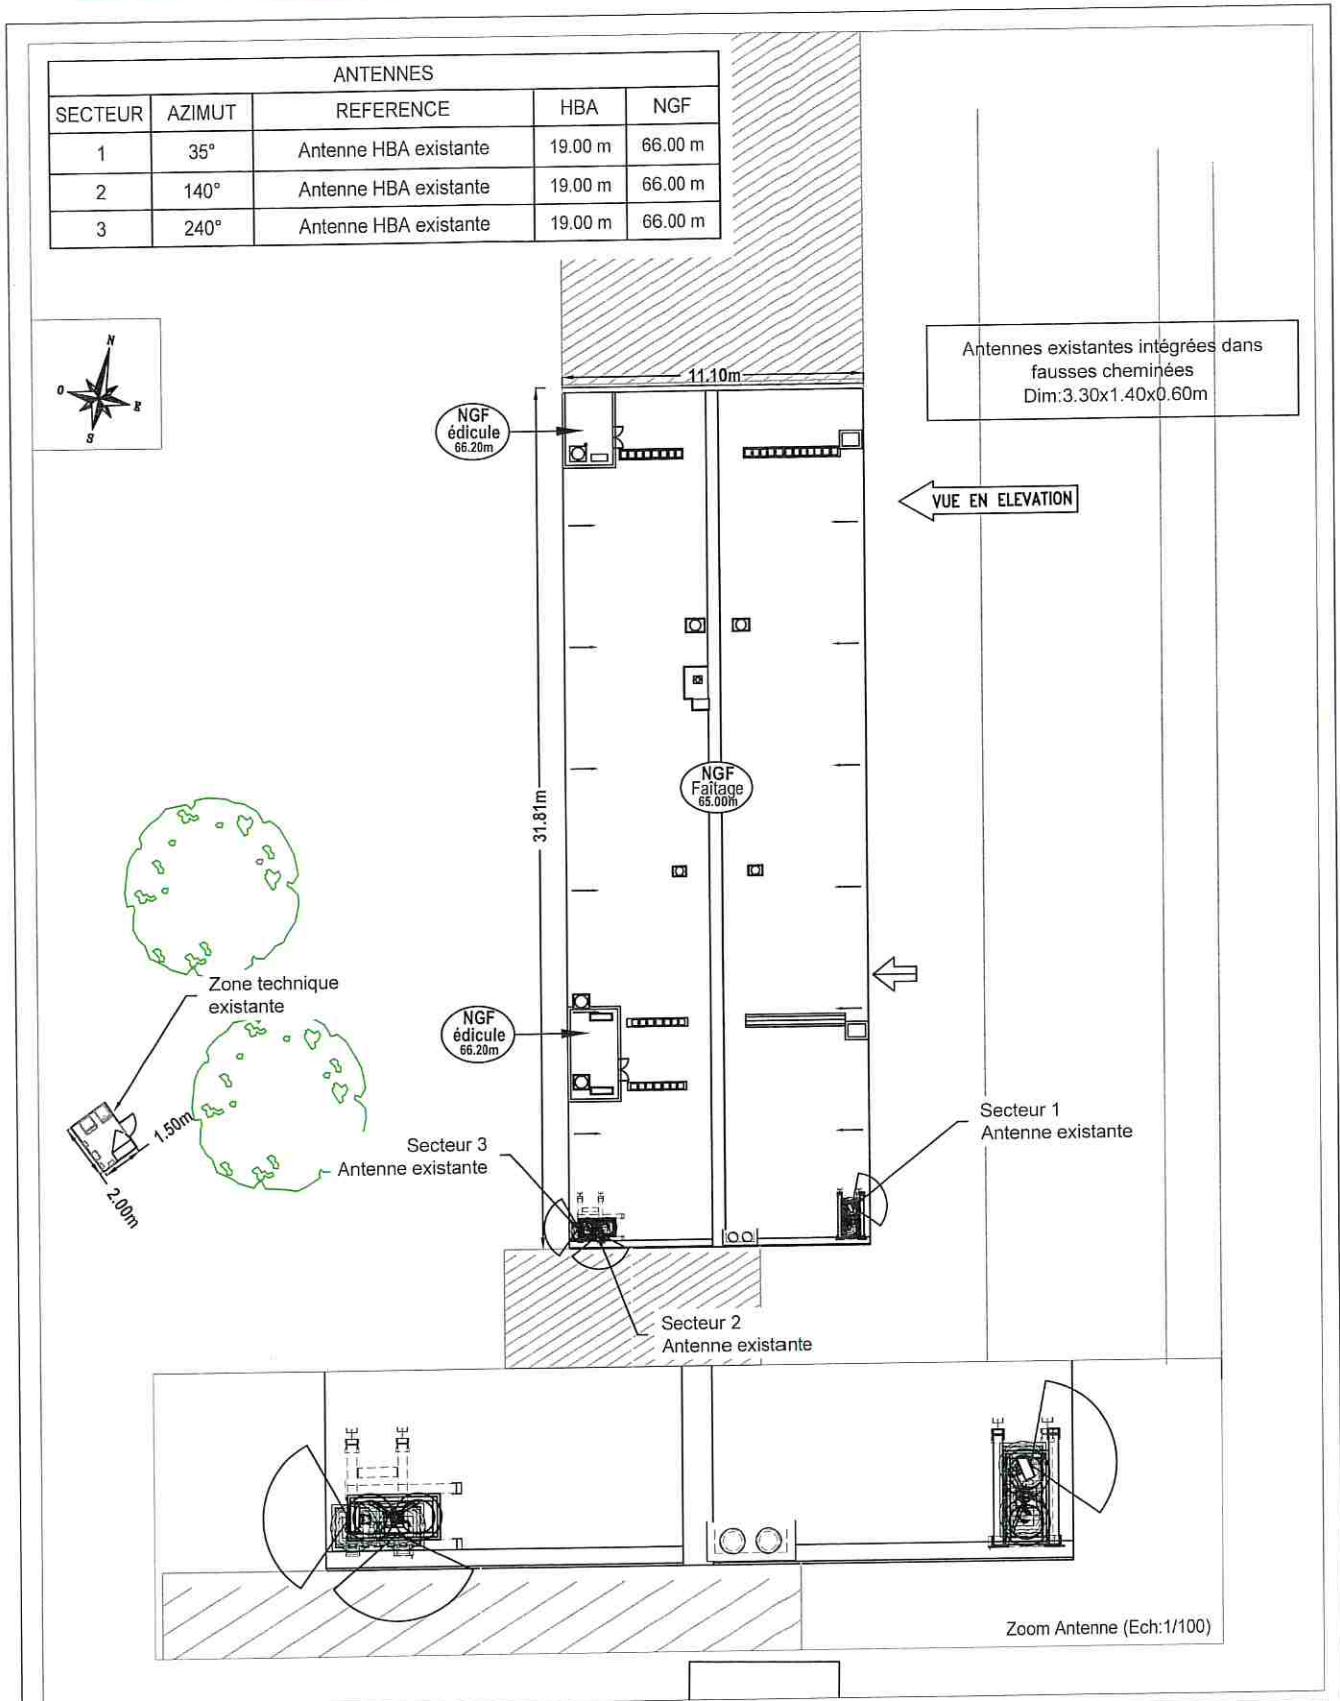 ANTENNES
SECTEUR AZIMUT REFERENCE HBA NGF
1 35° Antenne HBA existante 19.00 m 66.00 m
2 140° Antenne HBA existante 19.00 m 66.00 m
3 240° Antenne HBA existante 19.00 m 66.00 m
N
O
E
S
Antennes existantes intégrées dans
fausses cheminées
Dim:3.30x1.40x0.60m
11.10m
NGF
édicule
66.20m
VUE EN ELEVATION
31.81m
NGF
Faîtage
65.00m
Zone technique
existante
NGF
édicule
66.20m
1.50m
2.00m
Secteur 3
Antenne existante
Secteur 1
Antenne existante
Secteur 2
Antenne existante
Zoom Antenne (Ech:1/100)